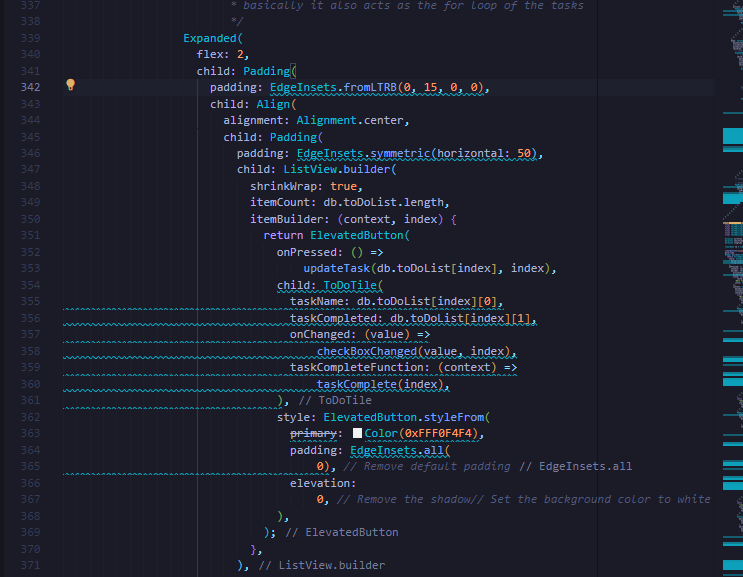 337 * basically it also acts as the for loop of the tasks
338 */
339 Expanded(
340 flex: 2,
341 child: Padding(
342 padding: EdgeInsets.fromLTRB(0, 15, 0, 0),
343 child: Align(
344 alignment: Alignment.center,
345 child: Padding(
346 padding: EdgeInsets.symmetric(horizontal: 50),
347 child: ListView.builder(
348 shrinkWrap: true,
349 itemCount: db.toDoList.length,
350 itemBuilder: (context, index) {
351 return ElevatedButton(
352 onPressed: () =>
353 updateTask(db.toDoList[index], index),
354 child: ToDoTile(
355 taskName: db.toDoList[index][0],
356 taskCompleted: db.toDoList[index][1],
357 onChanged: (value) =>
358 checkBoxChanged(value, index),
359 taskCompleteFunction: (context) =>
360 taskComplete(index),
361 ), // ToDoTile
362 style: ElevatedButton.styleFrom(
363 primary: Color(0xFFF0F4F4),
364 padding: EdgeInsets.all(
365 0), // Remove default padding // EdgeInsets.all
366 elevation:
367 0, // Remove the shadow// Set the background color to white
368 ),
369 ); // ElevatedButton
370 },
371 ), // ListView.builder